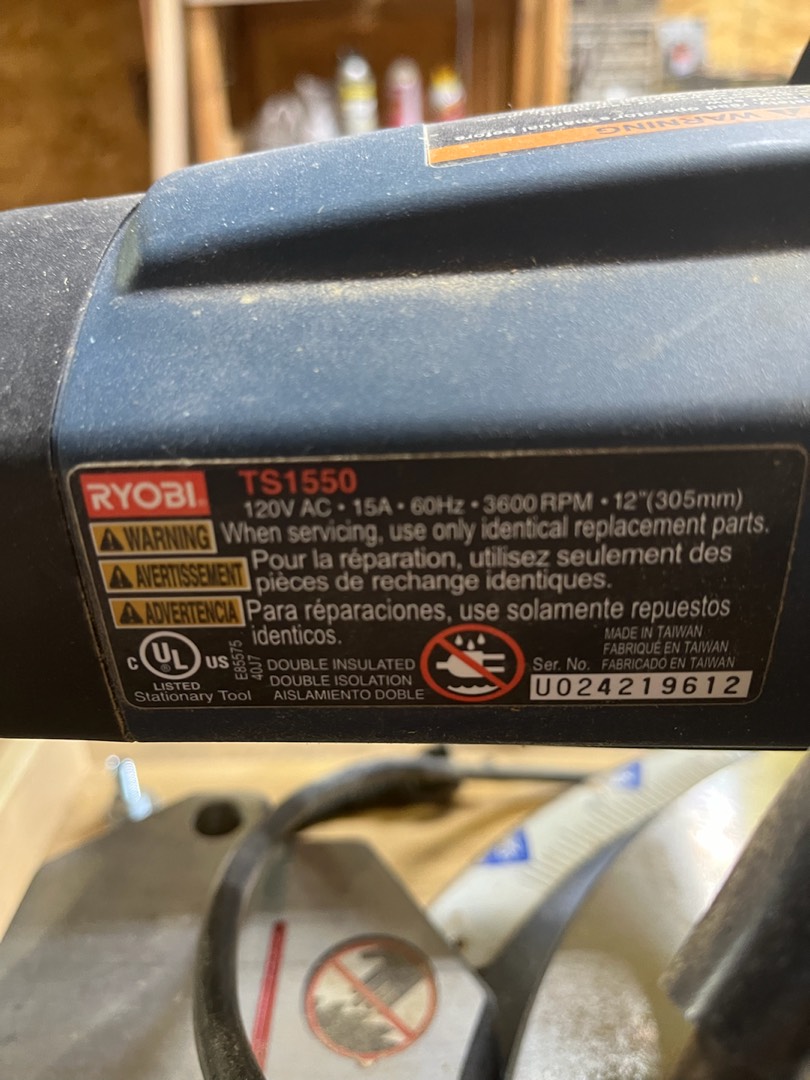 WARNING
operator's manual before
RYOBI
TS1550
120V AC • 15A • 60Hz • 3600 RPM • 12"(305mm)
WARNING When servicing, use only identical replacement parts.
AVERTISSEMENT Pour la réparation, utilisez seulement des
pièces de rechange identiques.
ADVERTENCIA Para réparaciones, use solamente repuestos
identicos.
C UL US
LISTED
Stationary Tool
E85575
40J7
DOUBLE INSULATED
DOUBLE ISOLATION
AISLAMIENTO DOBLE
MADE IN TAIWAN
FABRIQUÉ EN TAIWAN
Ser. No. FABRICADO EN TAIWAN
U024219612